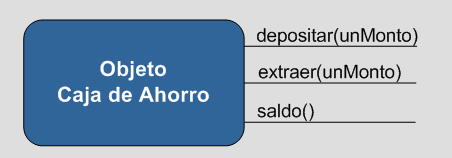 Objeto
Caja de Ahorro
depositar(unMonto)
extraer(unMonto)
saldo()